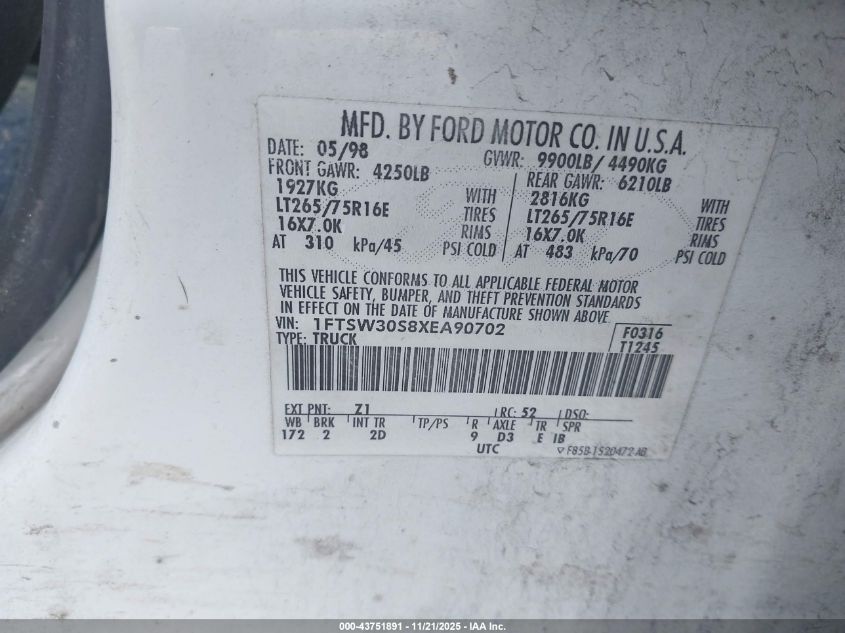 MFD. BY FORD MOTOR CO. IN U.S.A.
DATE: 05/98 GVWR: 9900LB/ 4490KG
FRONT GAWR: 4250LB REAR GAWR: 6210LB
1927KG WITH 2816KG WITH
LT265/75R16E TIRES LT265/75R16E TIRES
16X7.0K RIMS 16X7.0K RIMS
AT 310 kPa/45 PSI COLD AT 483 kPa/70 PSI COLD
THIS VEHICLE CONFORMS TO ALL APPLICABLE FEDERAL MOTOR
VEHICLE SAFETY, BUMPER, AND THEFT PREVENTION STANDARDS
IN EFFECT ON THE DATE OF MANUFACTURE SHOWN ABOVE.
VIN: 1FTSW30S8XEA90702 F0316
TYPE: TRUCK T1245
EXT PNT: Z1 RC: 52 DSO:
WB BRK INT TR TP/PS R AXLE TR SPR
172 2 2D 9 D3 E IB
UTC ▽ F85B-1520472-AB
000-43751891 - 11/21/2025 - IAA Inc.